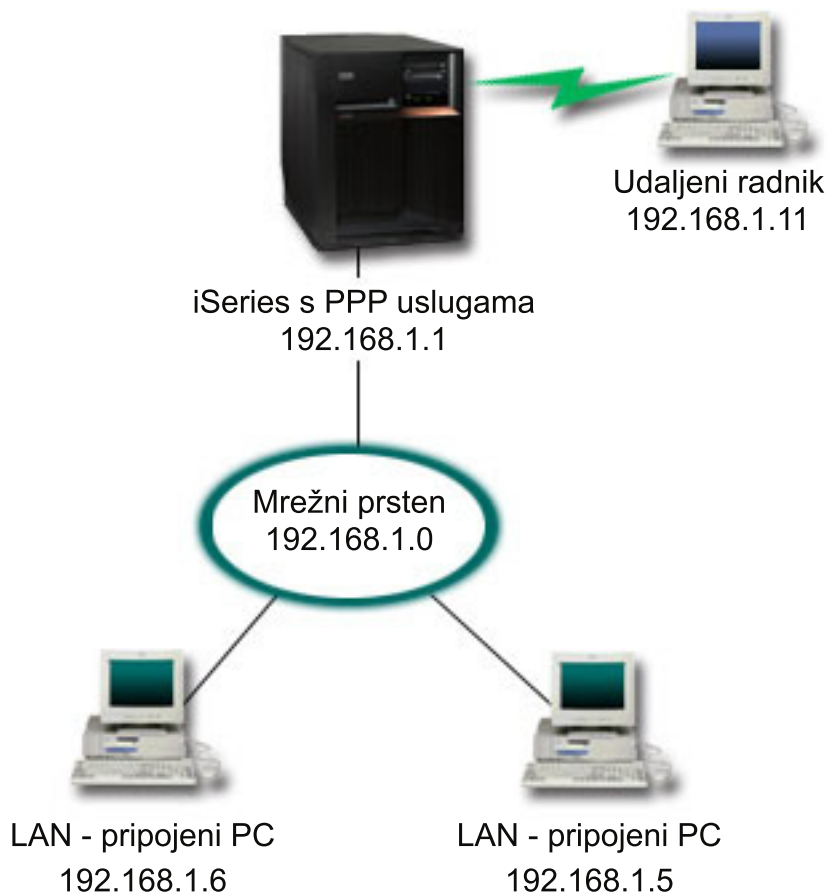 Udaljeni radnik
192.168.1.11
iSeries s PPP uslugama
192.168.1.1
Mrežni prsten
192.168.1.0
LAN - pripojeni PC
192.168.1.6
LAN - pripojeni PC
192.168.1.5